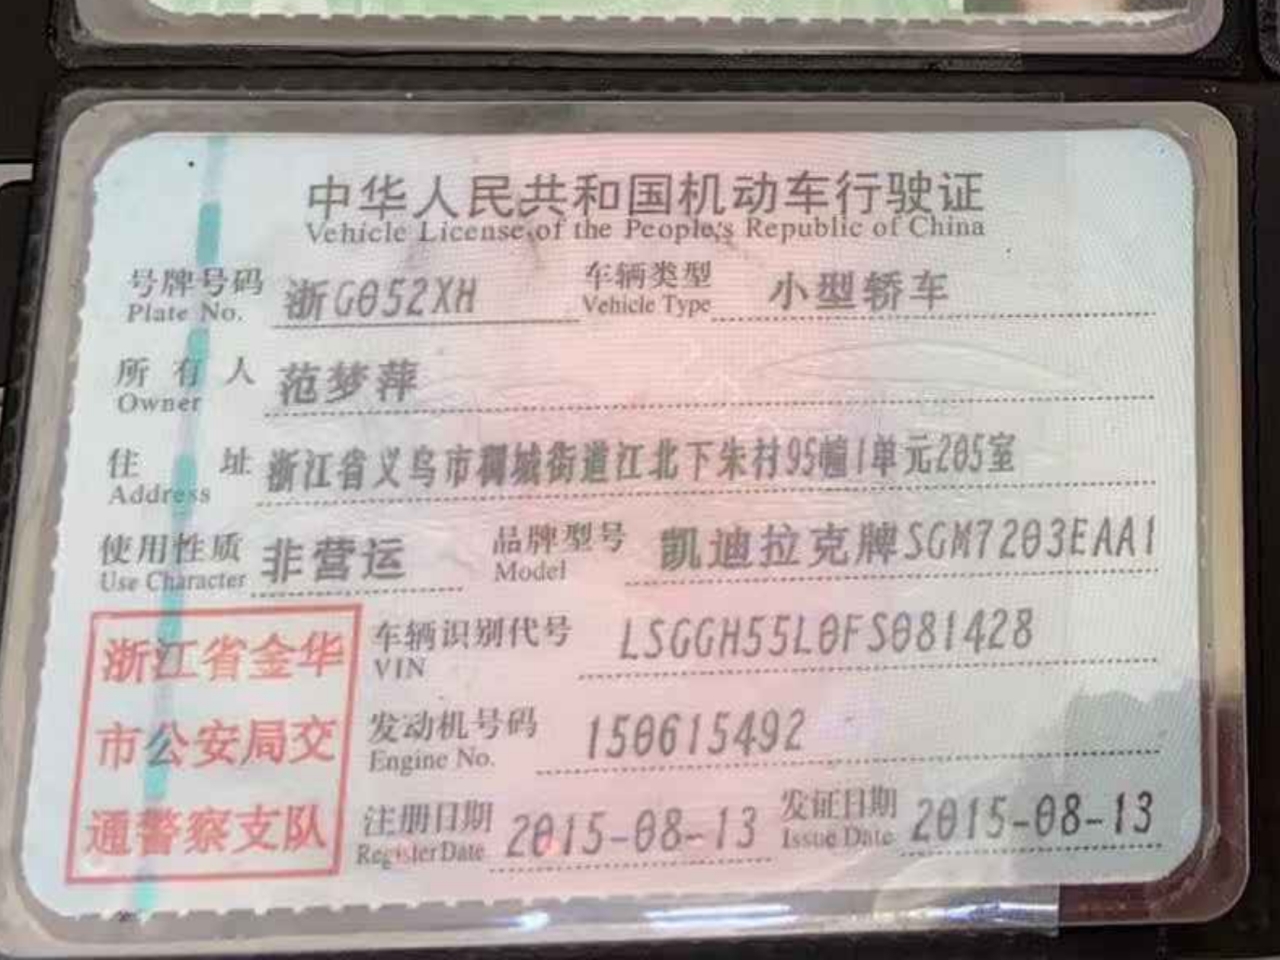 中华人民共和国机动车行驶证
Vehicle License of the People's Republic of China
号牌号码 浙G052XH 车辆类型 小型轿车
Plate No. Vehicle Type
所有人 范梦萍
Owner
住址 浙江省义乌市稠城街道江北下朱村95幢1单元205室
Address
使用性质 非营运 品牌型号 凯迪拉克牌SGM7203EAA1
Use Character Model
浙江省金华
市公安局交
通警察支队
车辆识别代号 LSGGH55L0FS081428
VIN
发动机号码 150615492
Engine No.
注册日期 2015-08-13 发证日期 2015-08-13
Register Date Issue Date